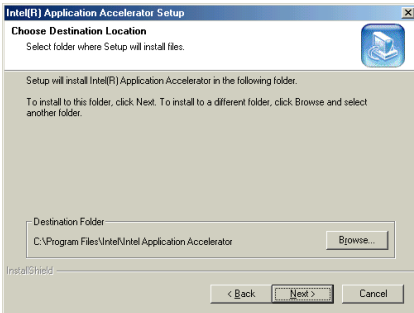 Intel(R) Application Accelerator Setup
Choose Destination Location
Select folder where Setup will install files.
Setup will install Intel(R) Application Accelerator in the following folder.
To install to this folder, click Next. To install to a different folder, click Browse and select
another folder.
Destination Folder
C:\Program Files\Intel\Intel Application Accelerator
Browse...
InstallShield
< Back
Next >
Cancel